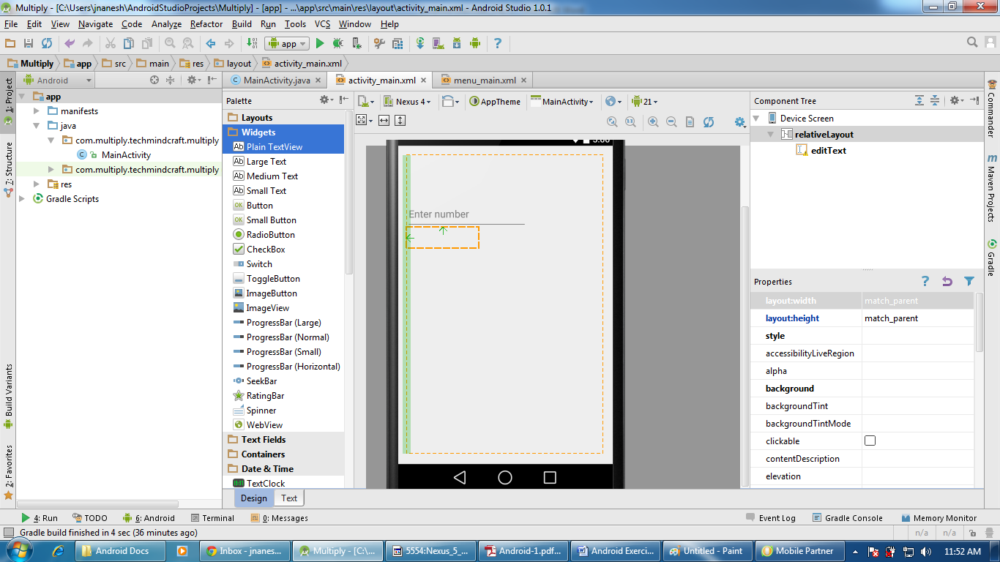 Multiply - [C:\Users\jnanesh\AndroidStudioProjects\Multiply] - [app] - ...\app\src\main\res\layout\activity_main.xml - Android Studio 1.0.1
File Edit View Navigate Code Analyze Refactor Build Run Tools VCS Window Help
app
Multiply app src main res layout activity_main.xml
Android
MainActivity.java activity_main.xml menu_main.xml
1: Project
7: Structure
Build Variants
2: Favorites
app
manifests
java
com.multiply.techmindcraft.multiply
MainActivity
com.multiply.techmindcraft.multiply
res
Gradle Scripts
Palette
Layouts
Widgets
Ab Plain TextView
Ab Large Text
Ab Medium Text
Ab Small Text
OK Button
OK Small Button
RadioButton
CheckBox
Switch
ToggleButton
ImageButton
ImageView
ProgressBar (Large)
ProgressBar (Normal)
ProgressBar (Small)
ProgressBar (Horizontal)
SeekBar
RatingBar
Spinner
WebView
Text Fields
Containers
Date & Time
TextClock
Design Text
Nexus 4 AppTheme MainActivity 21
5:00
Enter number
Component Tree
Device Screen
relativeLayout
editText
Properties
layout:width match_parent
layout:height match_parent
style
accessibilityLiveRegion
alpha
background
backgroundTint
backgroundTintMode
clickable
contentDescription
elevation
Commander
Maven Projects
Gradle
4: Run TODO 6: Android Terminal 0: Messages Event Log Gradle Console Memory Monitor
Gradle build finished in 4 sec (36 minutes ago) n/a n/a
Android Docs Inbox - jnanes... Multiply - [C:\... 5554:Nexus_5_... Android-1.pdf... Android Exerci... Untitled - Paint Mobile Partner 11:52 AM